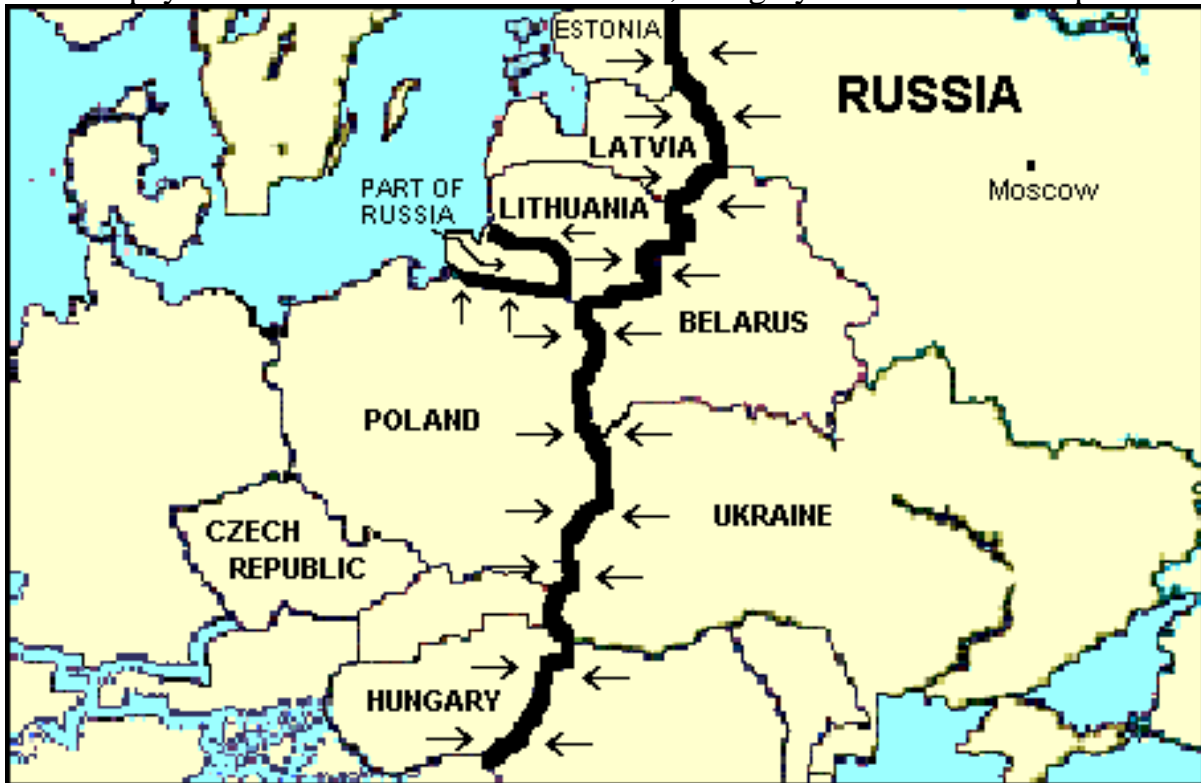 ESTONIA
RUSSIA
LATVIA
Moscow
PART OF
RUSSIA
LITHUANIA
BELARUS
POLAND
UKRAINE
CZECH
REPUBLIC
HUNGARY